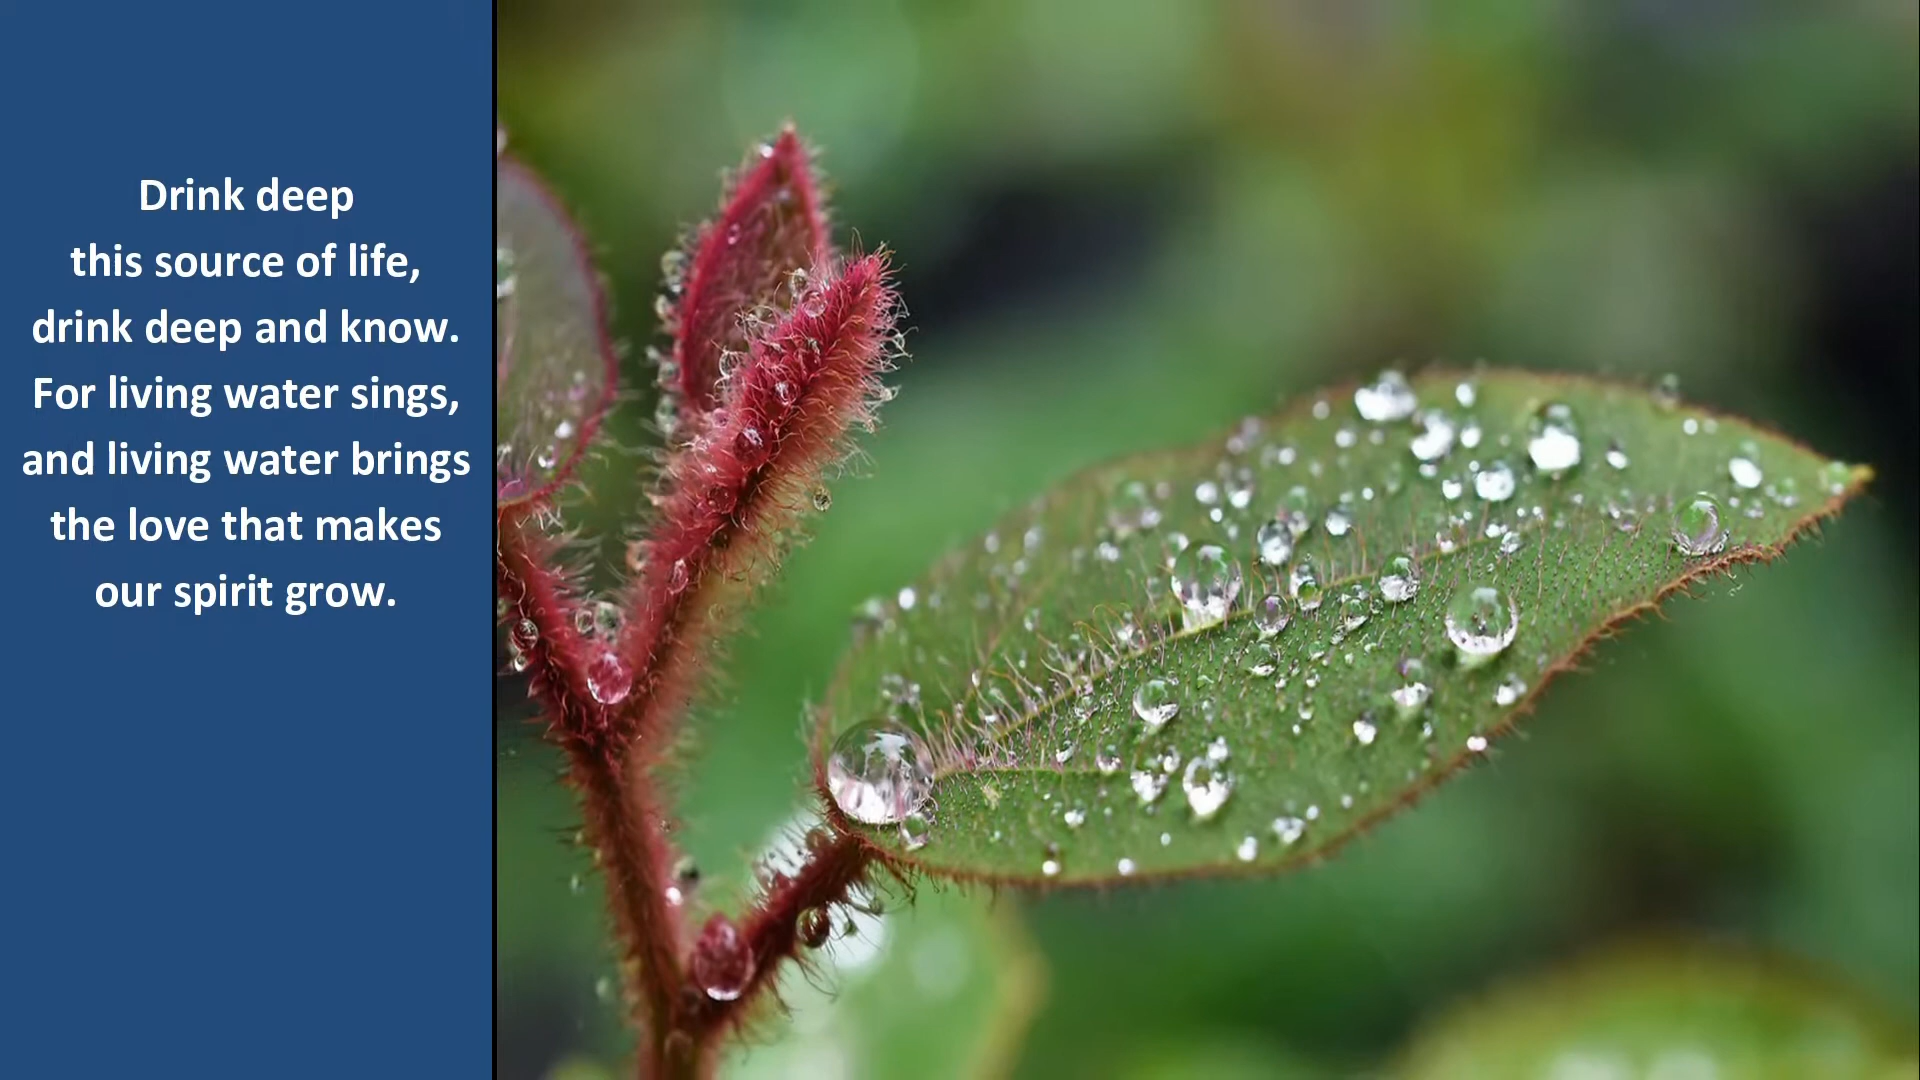 Drink deep
this source of life,
drink deep and know.
For living water sings,
and living water brings
the love that makes
our spirit grow.